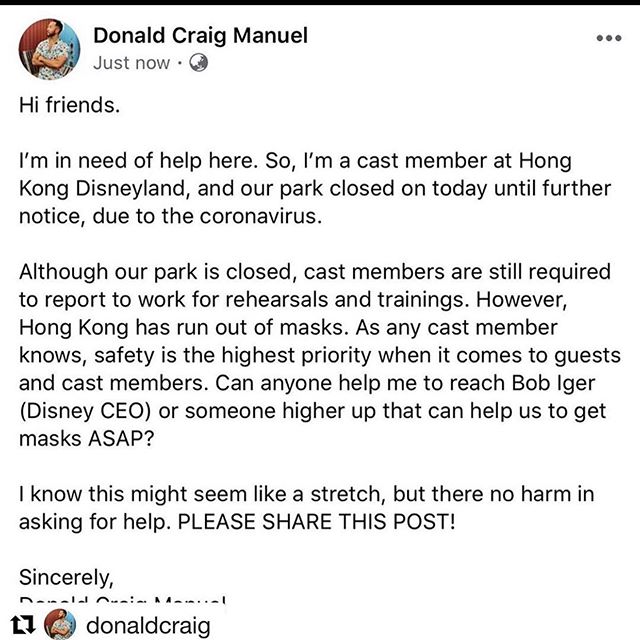 Donald Craig Manuel
Just now ·
Hi friends.
I'm in need of help here. So, I'm a cast member at Hong
Kong Disneyland, and our park closed on today until further
notice, due to the coronavirus.
Although our park is closed, cast members are still required
to report to work for rehearsals and trainings. However,
Hong Kong has run out of masks. As any cast member
knows, safety is the highest priority when it comes to guests
and cast members. Can anyone help me to reach Bob Iger
(Disney CEO) or someone higher up that can help us to get
masks ASAP?
I know this might seem like a stretch, but there no harm in
asking for help. PLEASE SHARE THIS POST!
Sincerely,
Donald Craig Manuel
donaldcraig